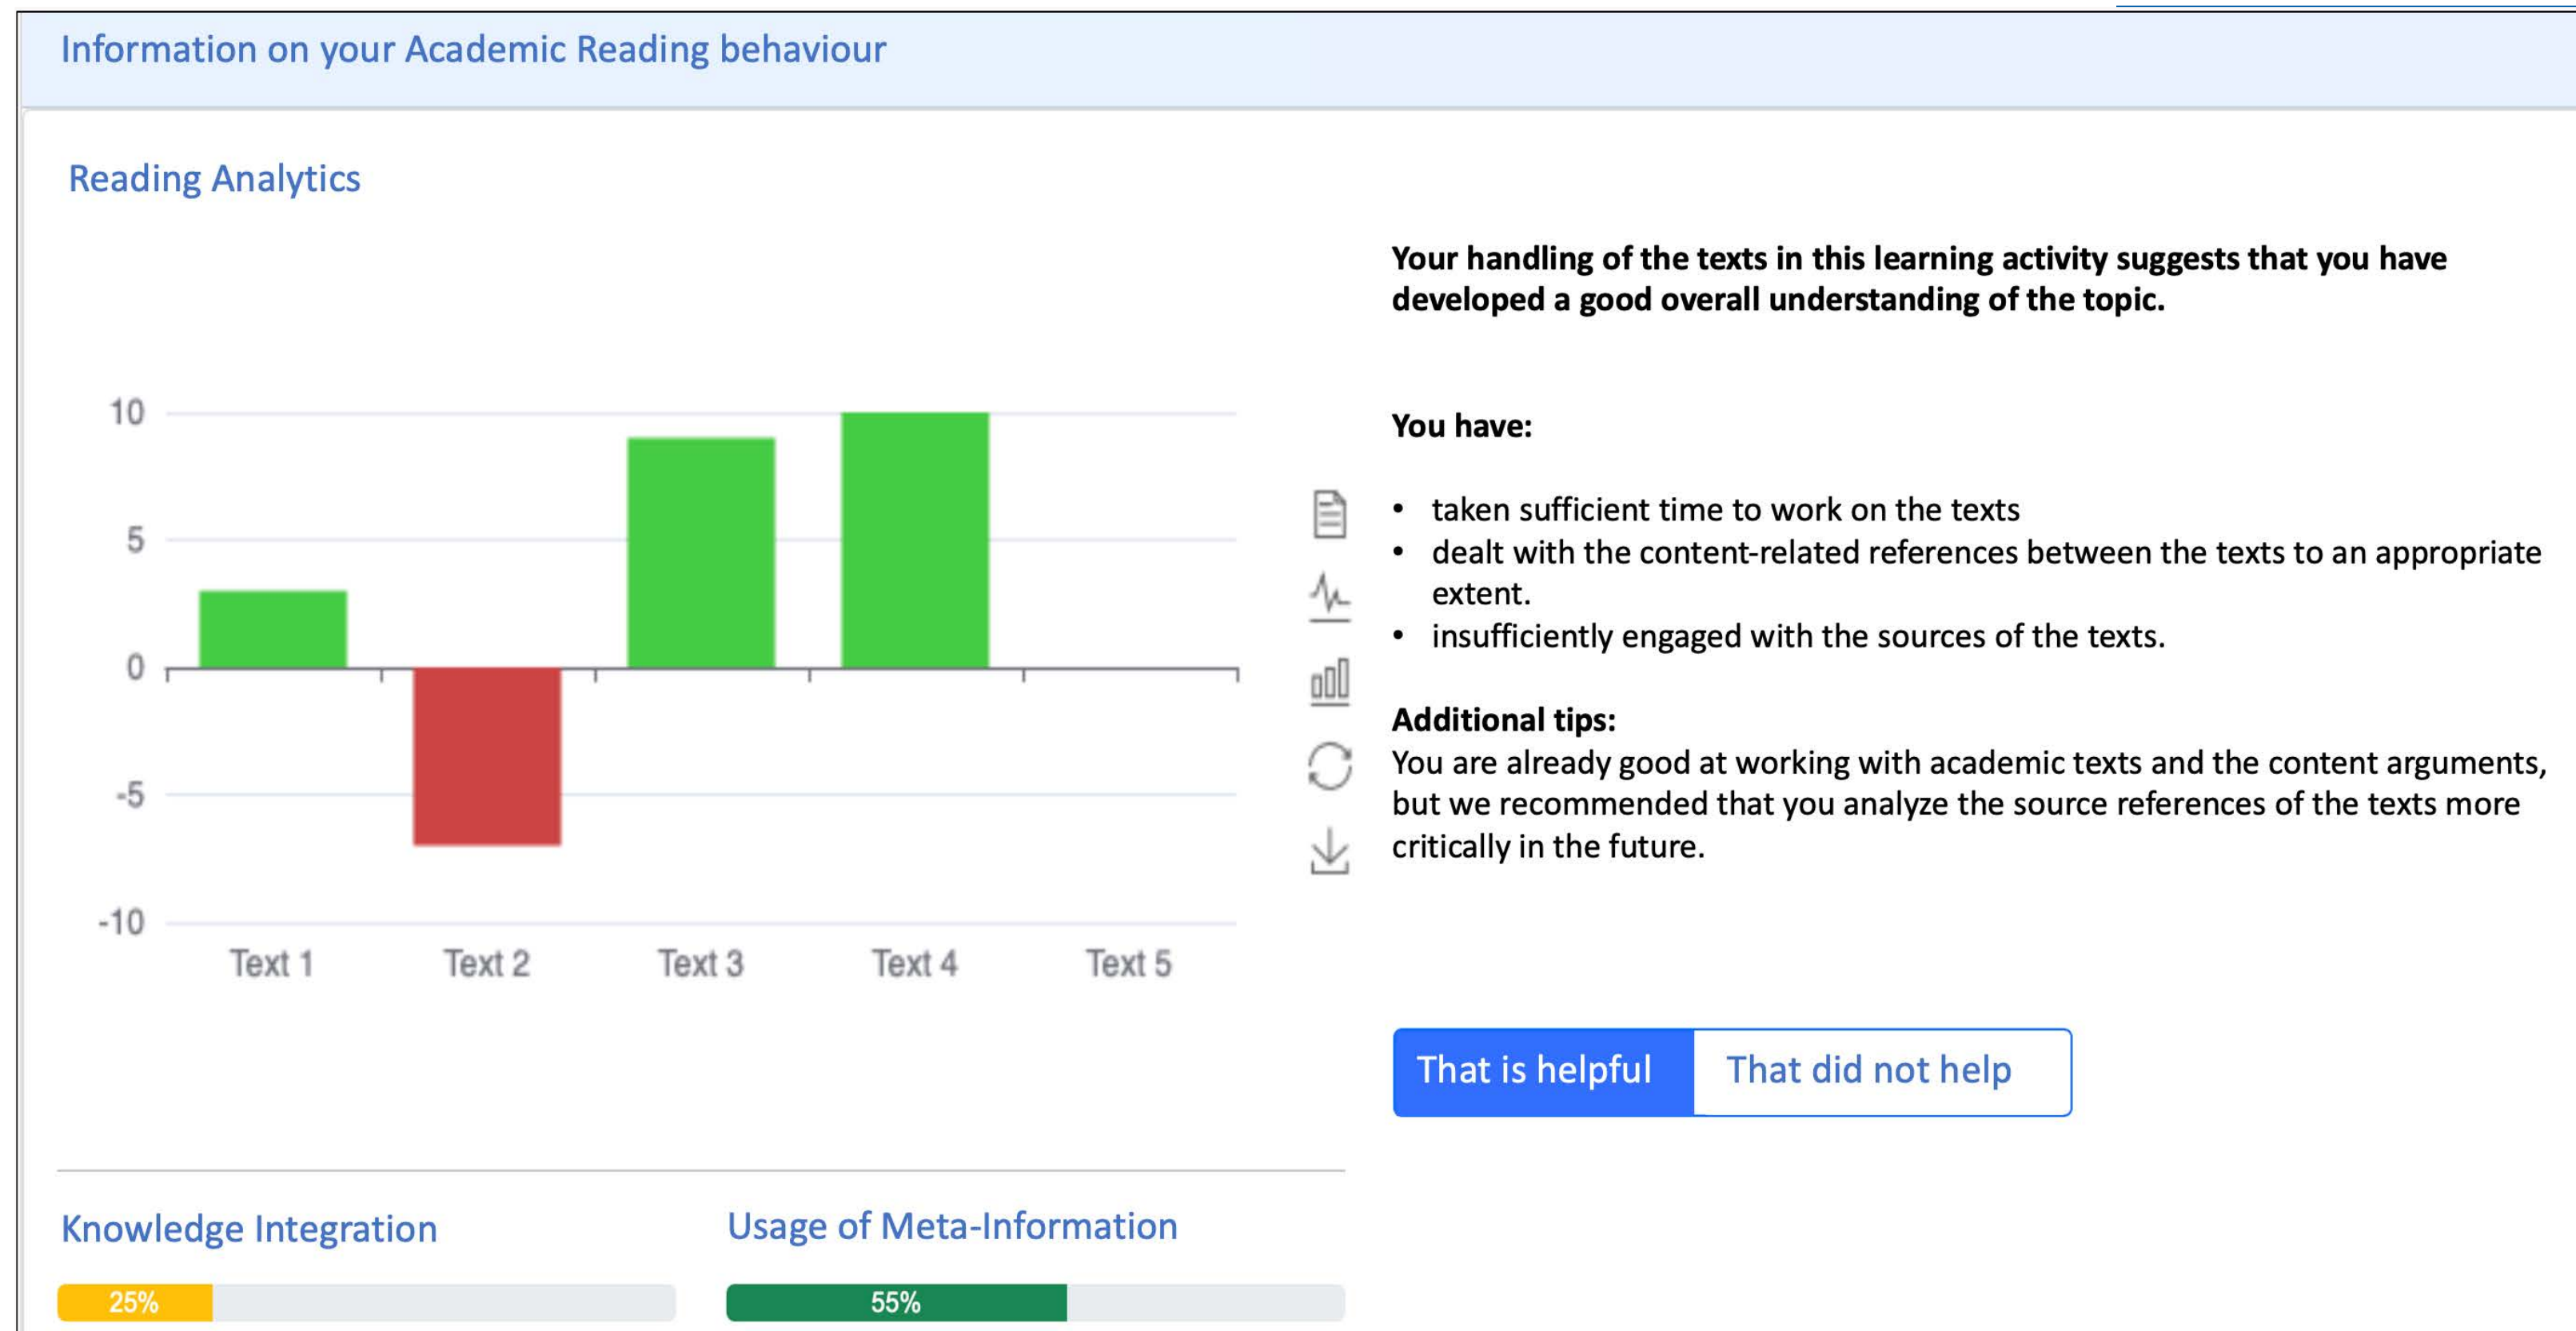 Information on your Academic Reading behaviour
Reading Analytics
10
5
0
-5
-10
Text 1 Text 2 Text 3 Text 4 Text 5
Your handling of the texts in this learning activity suggests that you have
developed a good overall understanding of the topic.
You have:
• taken sufficient time to work on the texts
• dealt with the content-related references between the texts to an appropriate
extent.
• insufficiently engaged with the sources of the texts.
Additional tips:
You are already good at working with academic texts and the content arguments,
but we recommended that you analyze the source references of the texts more
critically in the future.
That is helpful That did not help
Knowledge Integration
25%
Usage of Meta-Information
55%